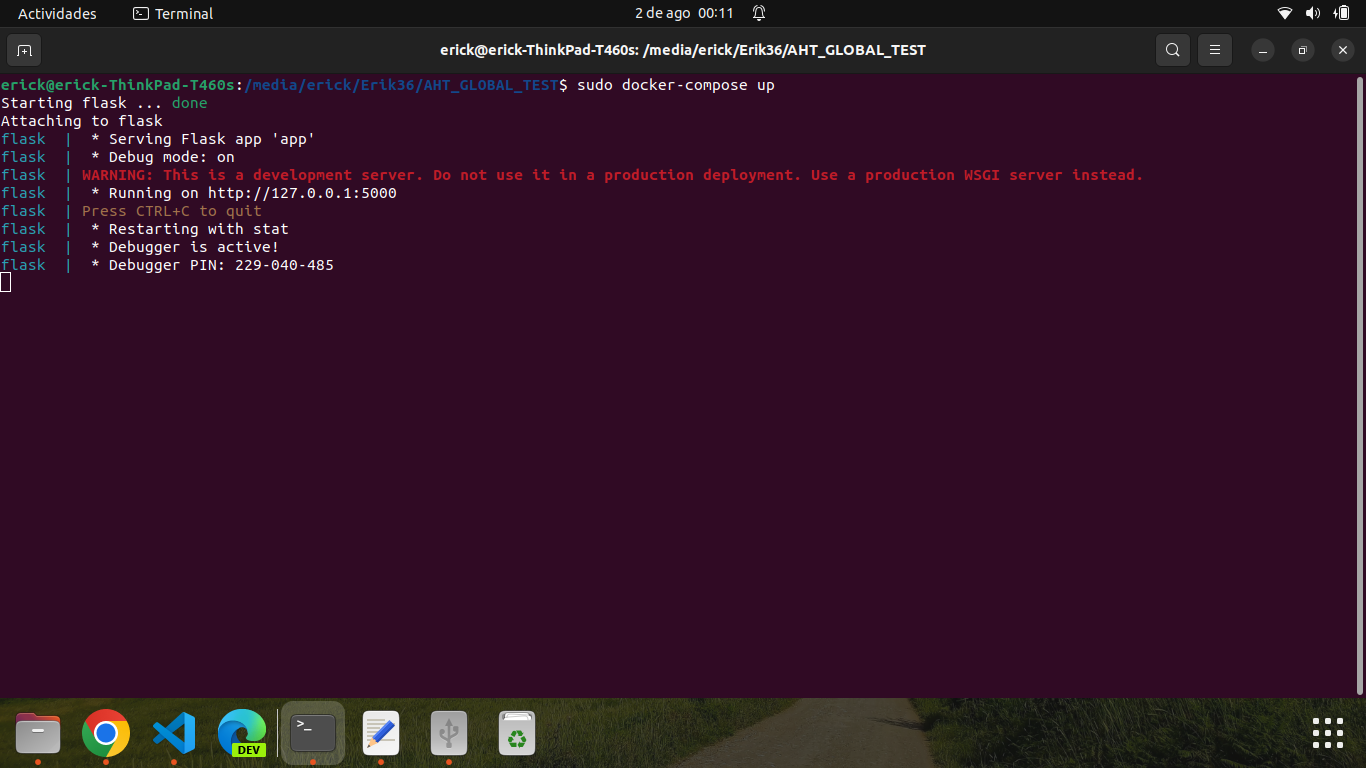 Actividades
Terminal
2 de ago 00:11
erick@erick-ThinkPad-T460s: /media/erick/Erik36/AHT_GLOBAL_TEST
erick@erick-ThinkPad-T460s:/media/erick/Erik36/AHT_GLOBAL_TEST$ sudo docker-compose up
Starting flask ... done
Attaching to flask
flask | * Serving Flask app 'app'
flask | * Debug mode: on
flask | WARNING: This is a development server. Do not use it in a production deployment. Use a production WSGI server instead.
flask | * Running on http://127.0.0.1:5000
flask | Press CTRL+C to quit
flask | * Restarting with stat
flask | * Debugger is active!
flask | * Debugger PIN: 229-040-485
>_
DEV